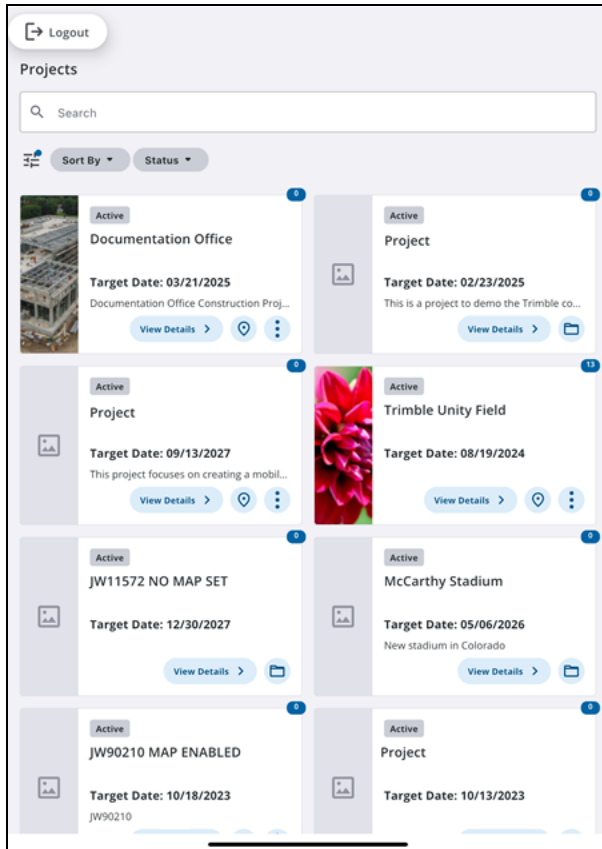 Logout
Projects
Search
Sort By
Status
0
Active
Documentation Office
Target Date: 03/21/2025
Documentation Office Construction Proj...
View Details
0
Active
Project
Target Date: 02/23/2025
This is a project to demo the Trimble co...
View Details
0
Active
Project
Target Date: 09/13/2027
This project focuses on creating a mobil...
View Details
13
Active
Trimble Unity Field
Target Date: 08/19/2024
View Details
0
Active
JW11572 NO MAP SET
Target Date: 12/30/2027
View Details
0
Active
McCarthy Stadium
Target Date: 05/06/2026
New stadium in Colorado
View Details
0
Active
JW90210 MAP ENABLED
Target Date: 10/18/2023
JW90210
0
Active
Project
Target Date: 10/13/2023